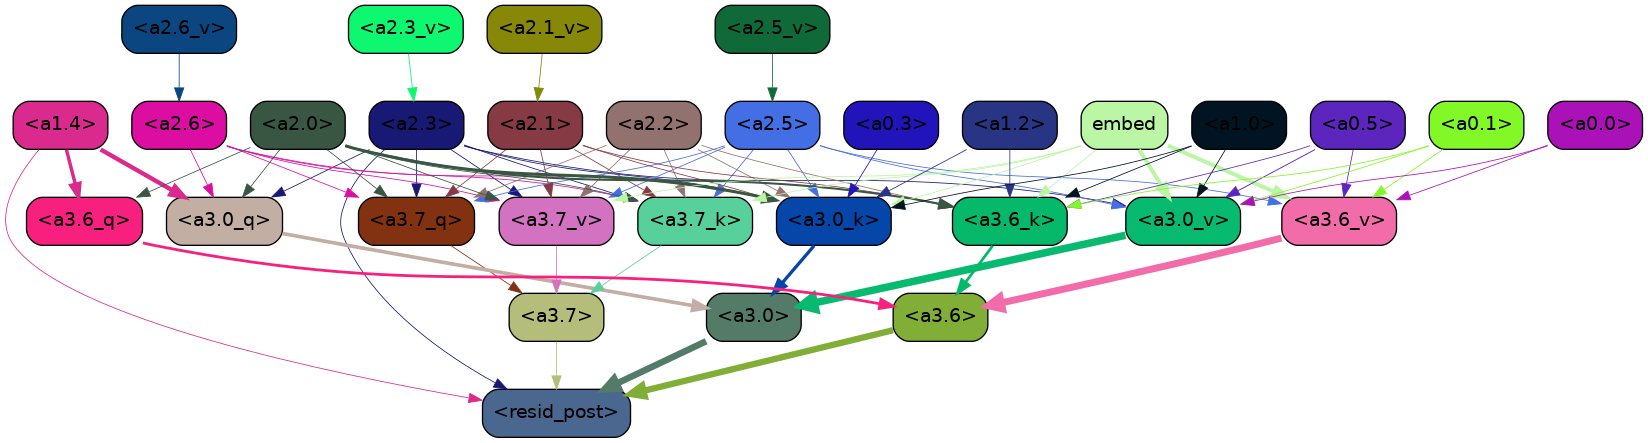 <a2.6_v> <a2.3_v> <a2.1_v> <a2.5_v>
<a1.4> <a2.6> <a2.0> <a2.3> <a2.1> <a2.2> <a2.5> <a0.3> <a1.2> embed <a1.0> <a0.5> <a0.1> <a0.0>
<a3.6_q> <a3.0_q> <a3.7_q> <a3.7_v> <a3.7_k> <a3.0_k> <a3.6_k> <a3.0_v> <a3.6_v>
<a3.7> <a3.0> <a3.6>
<resid_post>